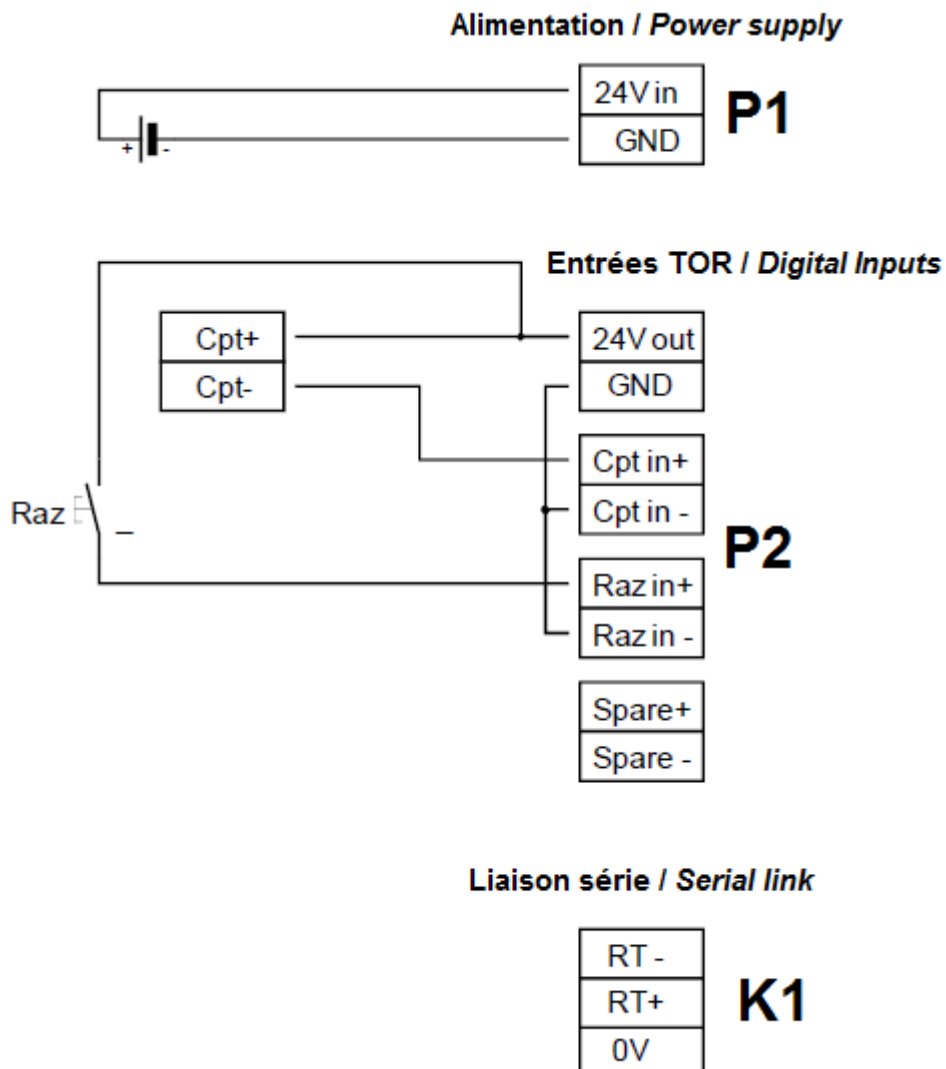 Alimentation / Power supply
24V in
P1
GND
+ -
Entrées TOR / Digital Inputs
Cpt+
24V out
Cpt-
GND
Cpt in+
Raz
Cpt in -
P2
Raz in+
Raz in -
Spare+
Spare -
Liaison série / Serial link
RT -
RT+
K1
0V